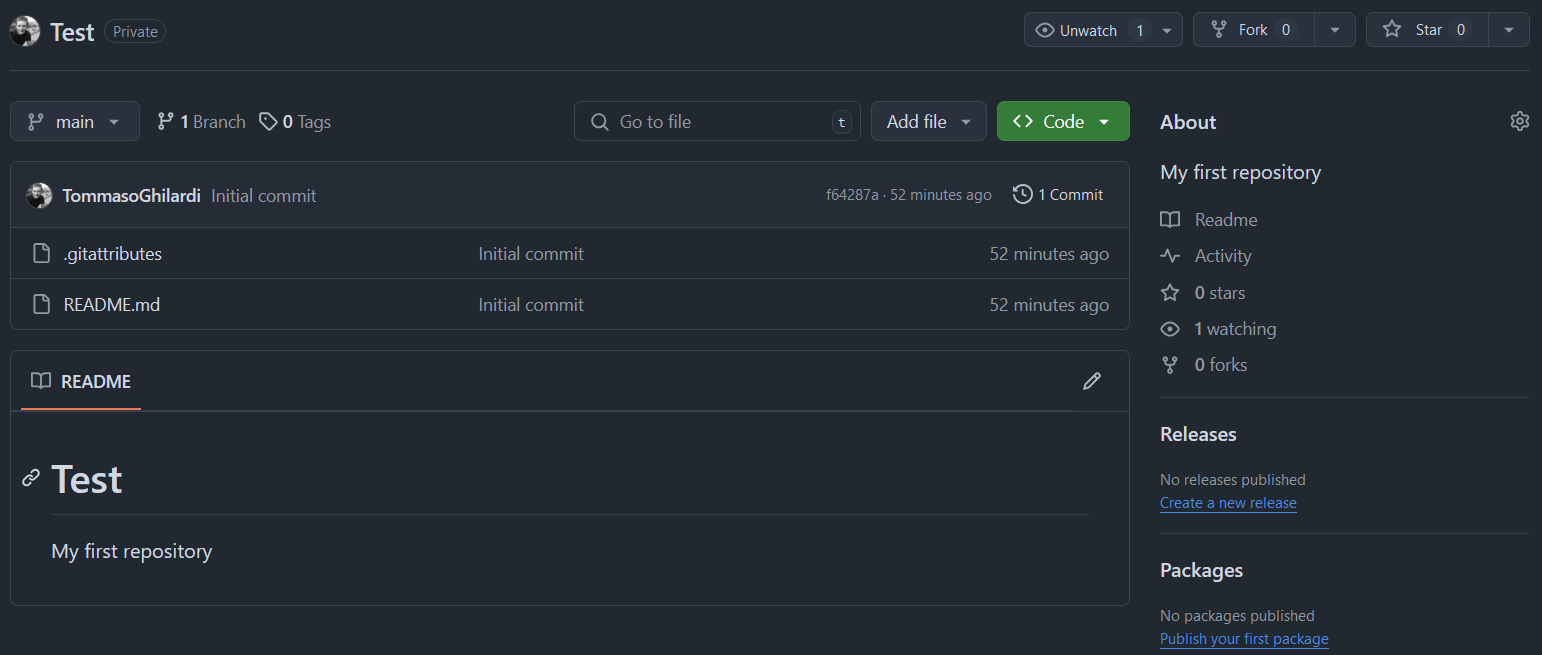 Test Private Unwatch 1 Fork 0 Star 0
main 1 Branch 0 Tags Go to file t Add file Code
TommasoGhilardi Initial commit f64287a · 52 minutes ago 1 Commit
.gitattributes Initial commit 52 minutes ago
README.md Initial commit 52 minutes ago
README
Test
My first repository
About
My first repository
Readme
Activity
0 stars
1 watching
0 forks
Releases
No releases published
Create a new release
Packages
No packages published
Publish your first package